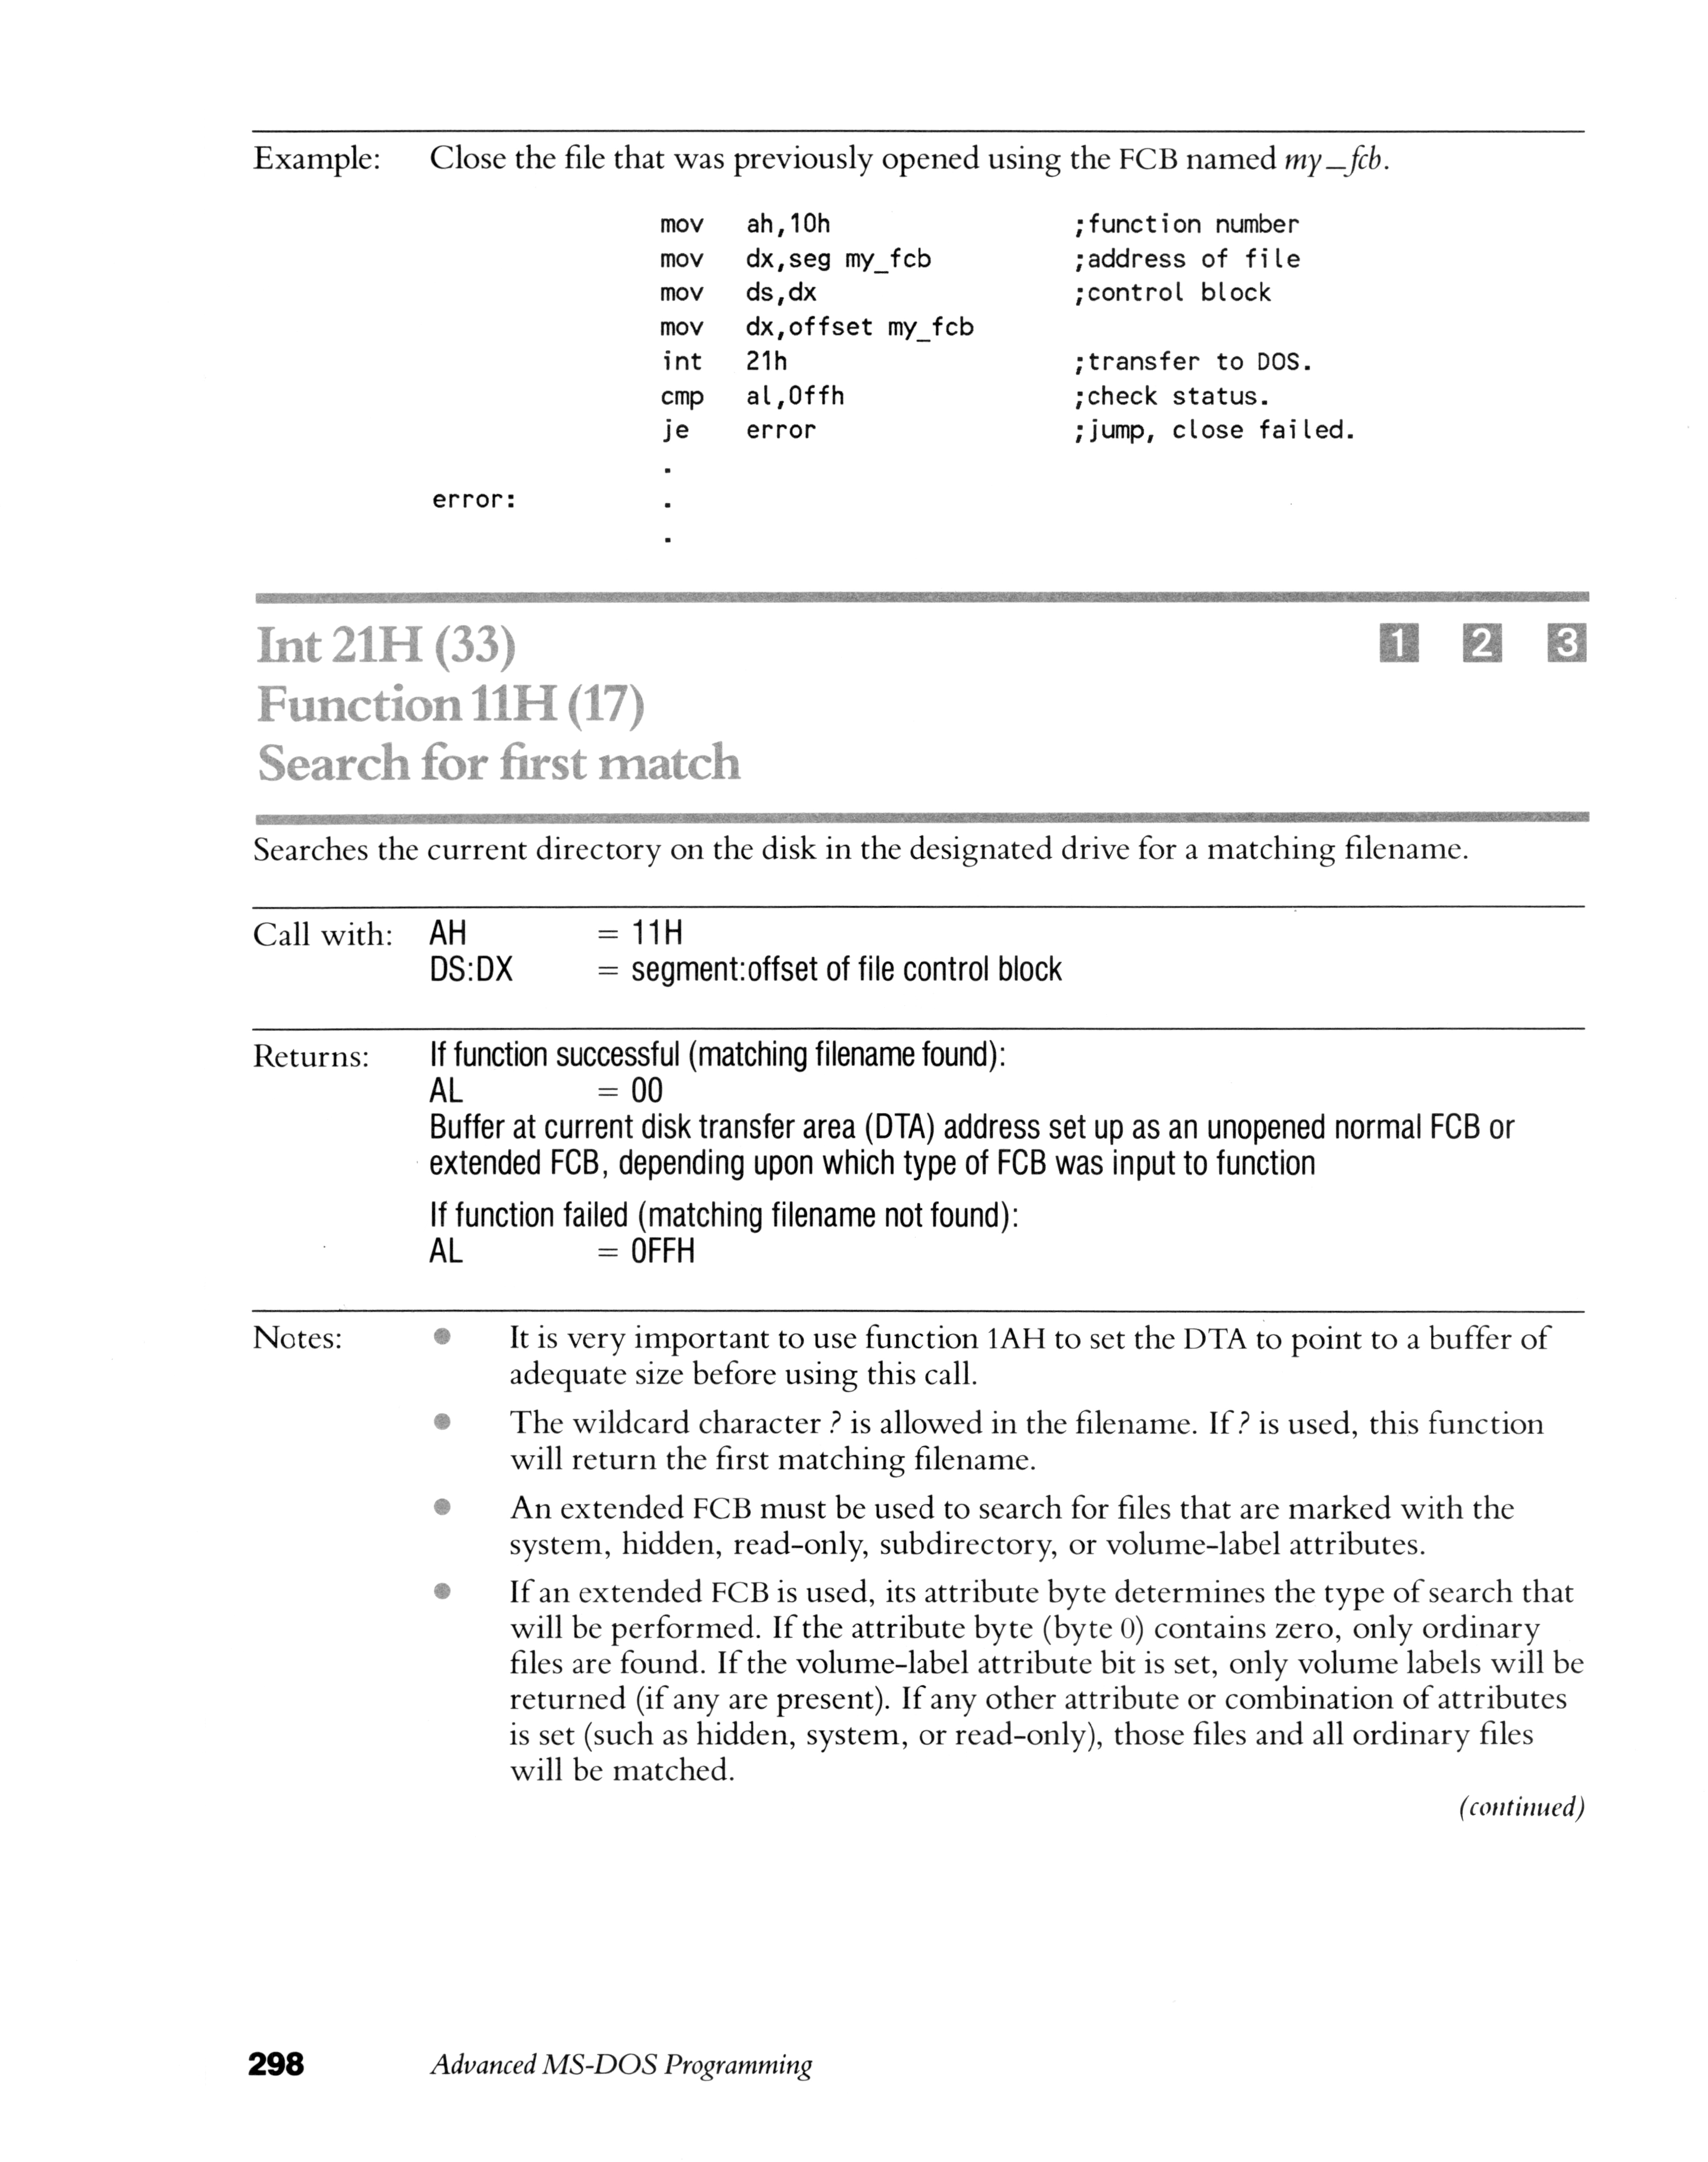 Example: Close the file that was previously opened using the FCB named my_fcb.
mov ah,10h ;function number
mov dx,seg my_fcb ;address of file
mov ds,dx ;control block
mov dx,offset my_fcb
int 21h ;transfer to DOS.
cmp al,0ffh ;check status.
je error ;jump, close failed.
.
error: .
.
Int 21H (33) 1 2 3
Function 11H (17)
Search for first match
Searches the current directory on the disk in the designated drive for a matching filename.
Call with: AH = 11H
DS:DX = segment:offset of file control block
Returns: If function successful (matching filename found):
AL = 00
Buffer at current disk transfer area (DTA) address set up as an unopened normal FCB or
extended FCB, depending upon which type of FCB was input to function
If function failed (matching filename not found):
AL = 0FFH
Notes: ● It is very important to use function 1AH to set the DTA to point to a buffer of
adequate size before using this call.
● The wildcard character ? is allowed in the filename. If ? is used, this function
will return the first matching filename.
● An extended FCB must be used to search for files that are marked with the
system, hidden, read-only, subdirectory, or volume-label attributes.
● If an extended FCB is used, its attribute byte determines the type of search that
will be performed. If the attribute byte (byte 0) contains zero, only ordinary
files are found. If the volume-label attribute bit is set, only volume labels will be
returned (if any are present). If any other attribute or combination of attributes
is set (such as hidden, system, or read-only), those files and all ordinary files
will be matched.
(continued)
298 Advanced MS-DOS Programming